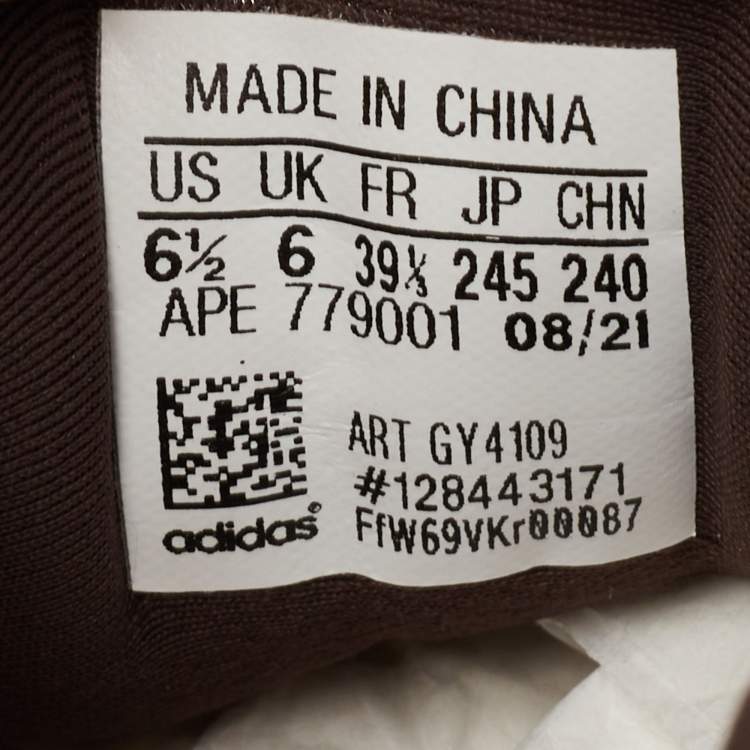 MADE IN CHINA
US UK FR JP CHN
6½ 6 39⅓ 245 240
APE 779001 08/21
ART GY4109
#128443171
FfW69VKr00087
adidas®